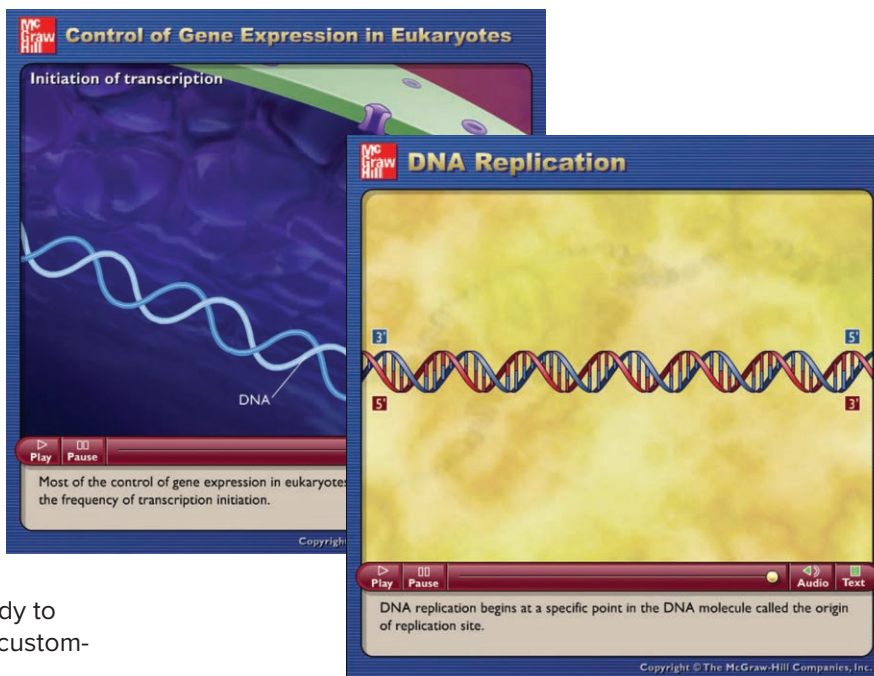 Mc
Graw
Hill
Control of Gene Expression in Eukaryotes
Initiation of transcription
DNA
Play
Pause
Most of the control of gene expression in eukaryotes
the frequency of transcription initiation.
Mc
Graw
Hill
DNA Replication
3'
5'
5'
3'
Play
Pause
Audio
Text
DNA replication begins at a specific point in the DNA molecule called the origin
of replication site.
Copyright © The McGraw-Hill Companies, Inc.
dy to
custom-